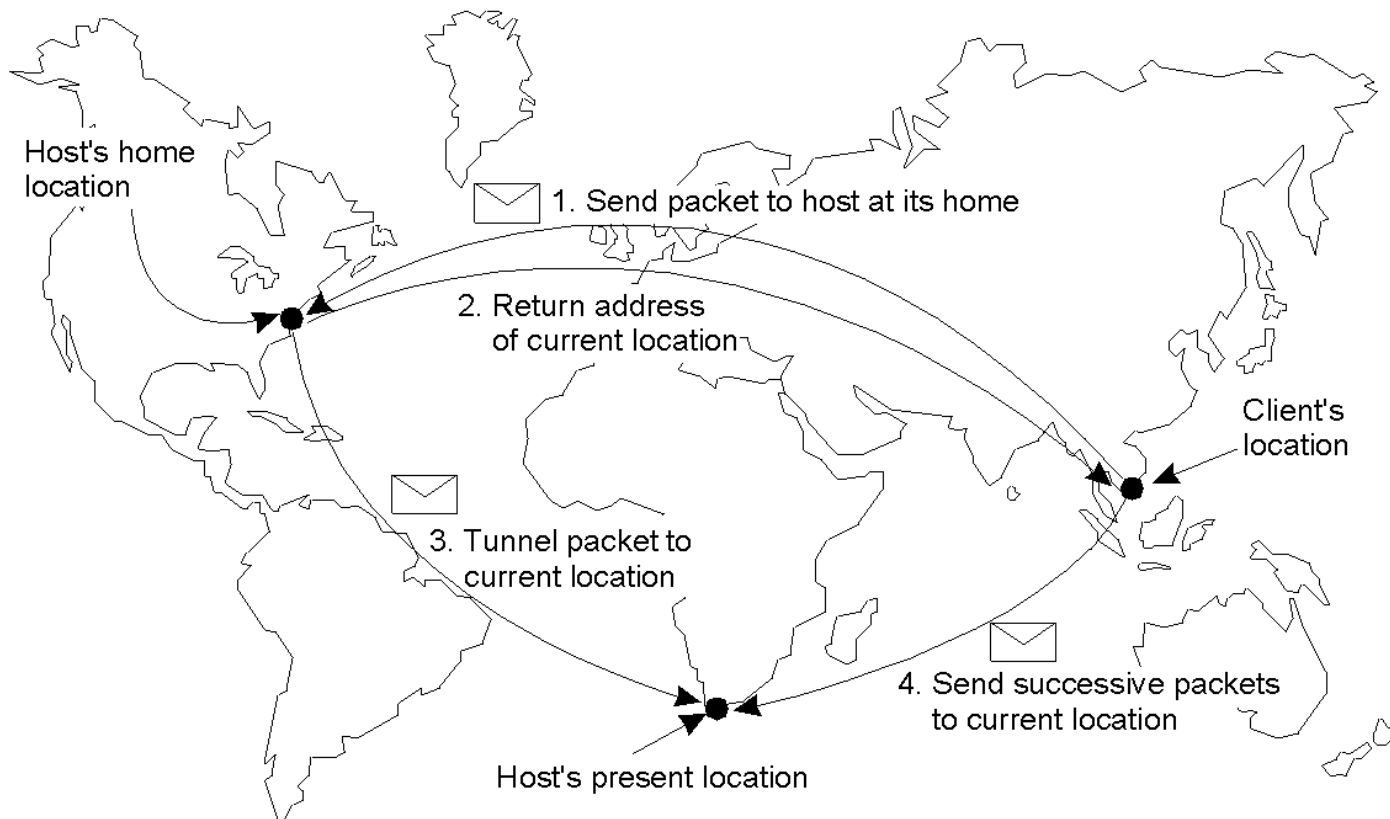 Host's home
location
1. Send packet to host at its home
2. Return address
of current location
Client's
location
3. Tunnel packet to
current location
4. Send successive packets
to current location
Host's present location